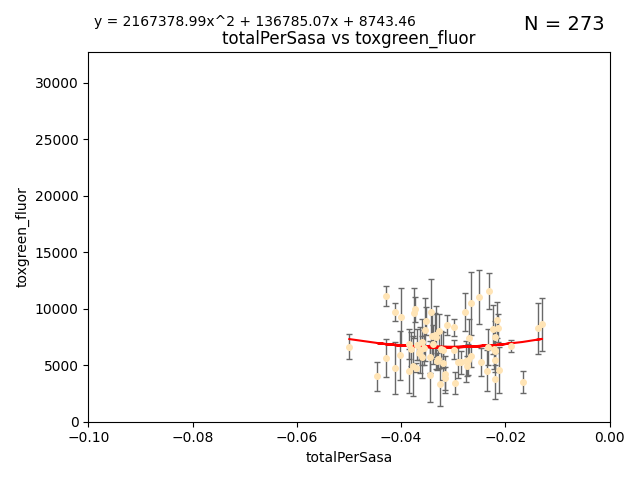 y = 2167378.99x^2 + 136785.07x + 8743.46
N = 273
totalPerSasa vs toxgreen_fluor
30000
25000
20000
15000
10000
5000
0
toxgreen_fluor
−0.10 −0.08 −0.06 −0.04 −0.02 0.00
totalPerSasa